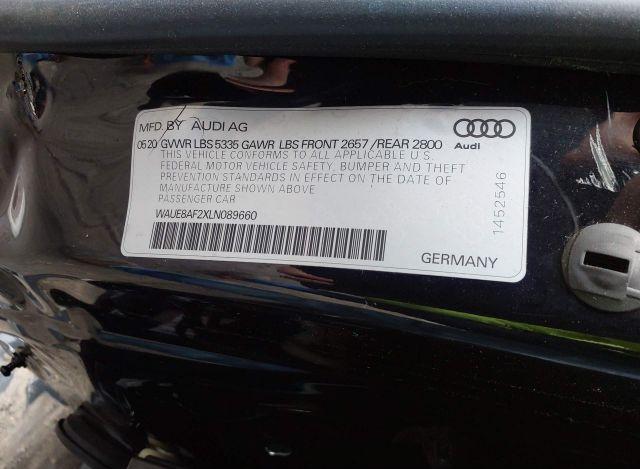 MFD. BY AUDI AG
05 20 GVWR LBS 5335 GAWR LBS FRONT 2657 / REAR 2800
Audi
THIS VEHICLE CONFORMS TO ALL APPLICABLE U.S.
FEDERAL MOTOR VEHICLE SAFETY, BUMPER AND THEFT
PREVENTION STANDARDS IN EFFECT ON THE DATE OF
MANUFACTURE SHOWN ABOVE
PASSENGER CAR
WAUE8AF2XLN089660
1452546
GERMANY